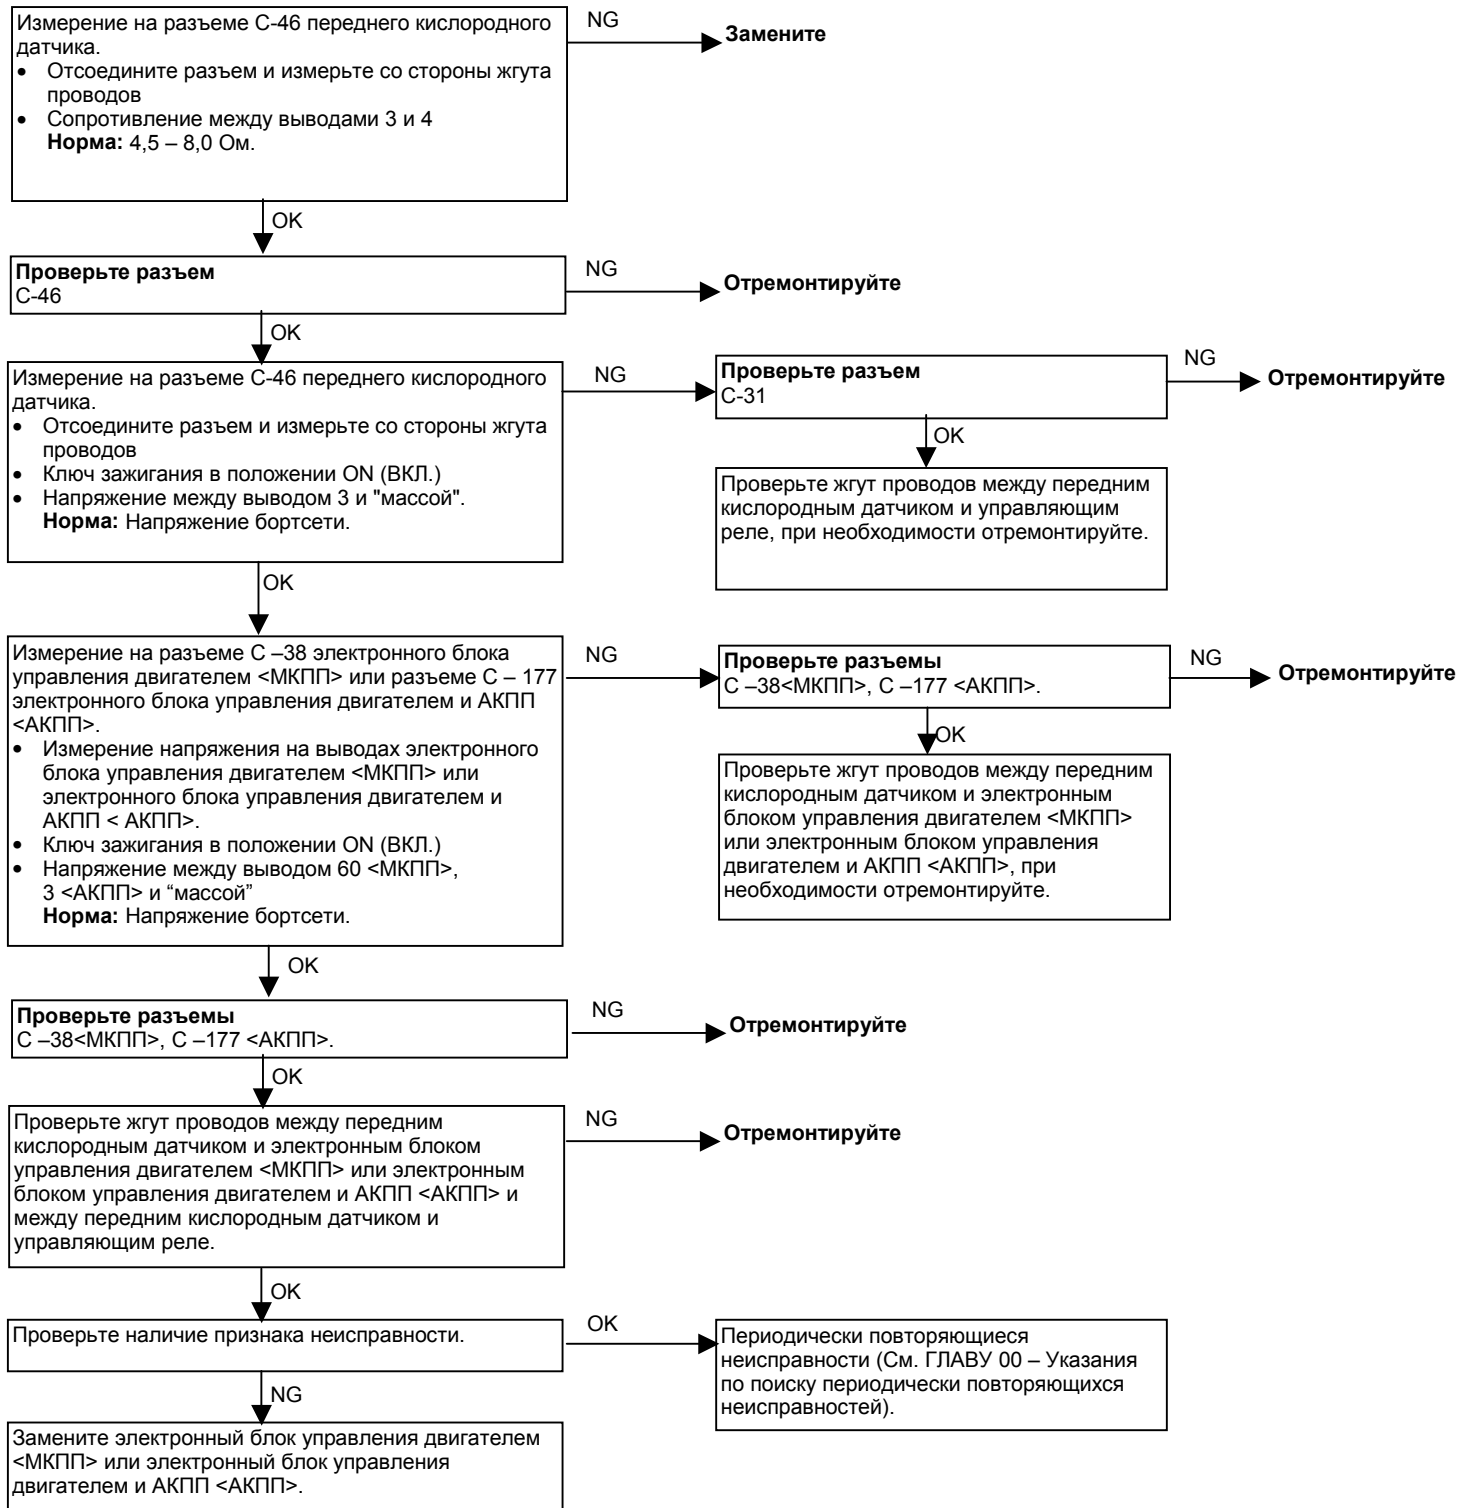 Измерение на разъеме С-46 переднего кислородного
датчика.
• Отсоедините разъем и измерьте со стороны жгута
проводов
• Сопротивление между выводами 3 и 4
Норма: 4,5 – 8,0 Ом.
NG
Замените
OK
Проверьте разъем
С-46
NG
Отремонтируйте
OK
Измерение на разъеме С-46 переднего кислородного
датчика.
• Отсоедините разъем и измерьте со стороны жгута
проводов
• Ключ зажигания в положении ON (ВКЛ.)
• Напряжение между выводом 3 и "массой".
Норма: Напряжение бортсети.
NG
Проверьте разъем
С-31
NG
Отремонтируйте
OK
Проверьте жгут проводов между передним
кислородным датчиком и управляющим
реле, при необходимости отремонтируйте.
OK
Измерение на разъеме С –38 электронного блока
управления двигателем <МКПП> или разъеме С – 177
электронного блока управления двигателем и АКПП
<АКПП>.
• Измерение напряжения на выводах электронного
блока управления двигателем <МКПП> или
электронного блока управления двигателем и
АКПП < АКПП>.
• Ключ зажигания в положении ON (ВКЛ.)
• Напряжение между выводом 60 <МКПП>,
3 <АКПП> и “массой”
Норма: Напряжение бортсети.
NG
Проверьте разъемы
С –38<МКПП>, С –177 <АКПП>.
NG
Отремонтируйте
OK
Проверьте жгут проводов между передним
кислородным датчиком и электронным
блоком управления двигателем <МКПП>
или электронным блоком управления
двигателем и АКПП <АКПП>, при
необходимости отремонтируйте.
OK
Проверьте разъемы
С –38<МКПП>, С –177 <АКПП>.
NG
Отремонтируйте
OK
Проверьте жгут проводов между передним
кислородным датчиком и электронным блоком
управления двигателем <МКПП> или электронным
блоком управления двигателем и АКПП <АКПП> и
между передним кислородным датчиком и
управляющим реле.
NG
Отремонтируйте
OK
Проверьте наличие признака неисправности.
OK
Периодически повторяющиеся
неисправности (См. ГЛАВУ 00 – Указания
по поиску периодически повторяющихся
неисправностей).
NG
Замените электронный блок управления двигателем
<МКПП> или электронный блок управления
двигателем и АКПП <АКПП>.